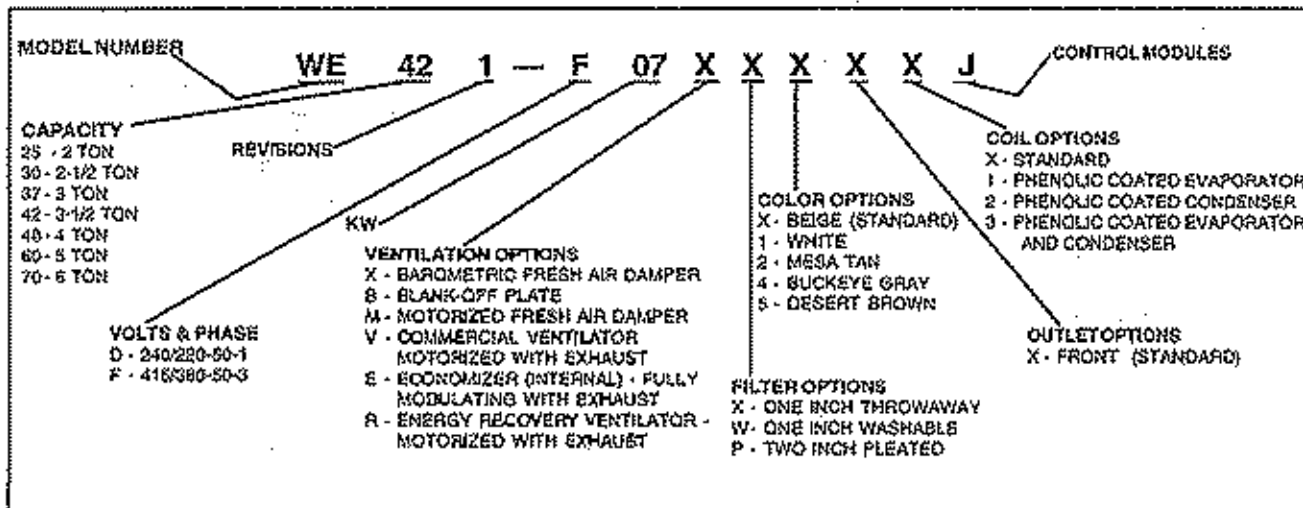 MODEL NUMBER
WE 42 1 — F 07 X X X X X J
CONTROL MODULES
CAPACITY
25 - 2 TON
30 - 2-1/2 TON
37 - 3 TON
42 - 3-1/2 TON
48 - 4 TON
60 - 5 TON
70 - 6 TON
REVISIONS
VOLTS & PHASE
D - 240/220-50-1
F - 415/380-50-3
KW
VENTILATION OPTIONS
X - BAROMETRIC FRESH AIR DAMPER
B - BLANK-OFF PLATE
M - MOTORIZED FRESH AIR DAMPER
V - COMMERCIAL VENTILATOR
MOTORIZED WITH EXHAUST
E - ECONOMIZER (INTERNAL) - FULLY
MODULATING WITH EXHAUST
R - ENERGY RECOVERY VENTILATOR -
MOTORIZED WITH EXHAUST
FILTER OPTIONS
X - ONE INCH THROWAWAY
W - ONE INCH WASHABLE
P - TWO INCH PLEATED
COLOR OPTIONS
X - BEIGE (STANDARD)
1 - WHITE
2 - MESA TAN
4 - BUCKEYE GRAY
5 - DESERT BROWN
OUTLET OPTIONS
X - FRONT (STANDARD)
COIL OPTIONS
X - STANDARD
1 - PHENOLIC COATED EVAPORATOR
2 - PHENOLIC COATED CONDENSER
3 - PHENOLIC COATED EVAPORATOR
AND CONDENSER